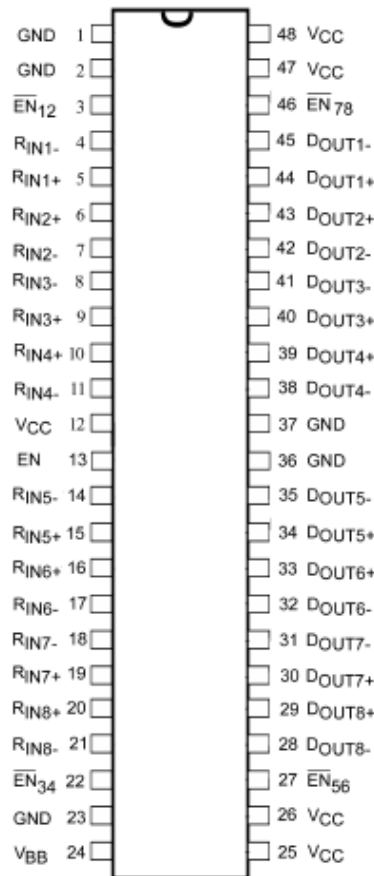 GND 1 48 VCC
GND 2 47 VCC
E̅N̅12 3 46 E̅N̅78
RIN1- 4 45 DOUT1-
RIN1+ 5 44 DOUT1+
RIN2+ 6 43 DOUT2+
RIN2- 7 42 DOUT2-
RIN3- 8 41 DOUT3-
RIN3+ 9 40 DOUT3+
RIN4+ 10 39 DOUT4+
RIN4- 11 38 DOUT4-
VCC 12 37 GND
EN 13 36 GND
RIN5- 14 35 DOUT5-
RIN5+ 15 34 DOUT5+
RIN6+ 16 33 DOUT6+
RIN6- 17 32 DOUT6-
RIN7- 18 31 DOUT7-
RIN7+ 19 30 DOUT7+
RIN8+ 20 29 DOUT8+
RIN8- 21 28 DOUT8-
E̅N̅34 22 27 E̅N̅56
GND 23 26 VCC
VBB 24 25 VCC